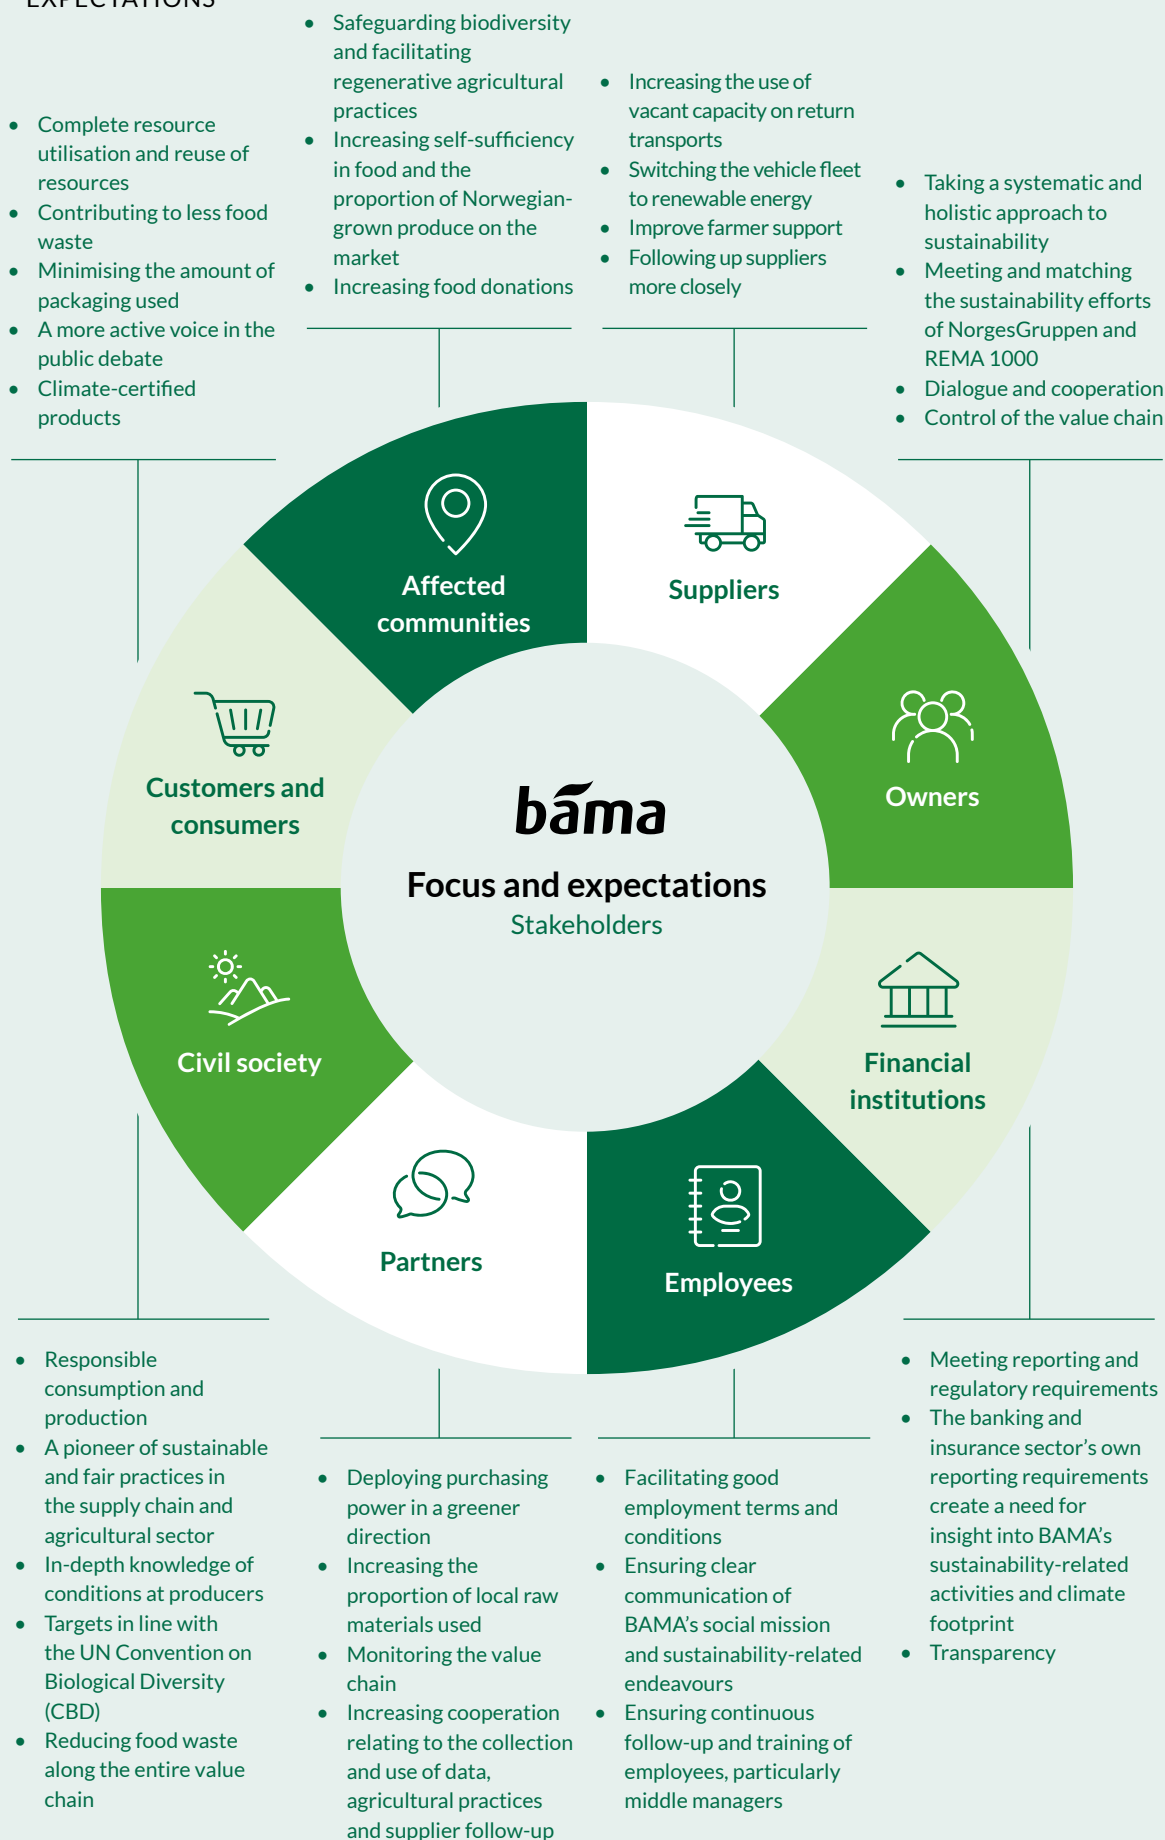 EXPECTATIONS
• Complete resource
utilisation and reuse of
resources
• Contributing to less food
waste
• Minimising the amount of
packaging used
• A more active voice in the
public debate
• Climate-certified
products
• Safeguarding biodiversity
and facilitating
regenerative agricultural
practices
• Increasing self-sufficiency
in food and the
proportion of Norwegian-
grown produce on the
market
• Increasing food donations
• Increasing the use of
vacant capacity on return
transports
• Switching the vehicle fleet
to renewable energy
• Improve farmer support
• Following up suppliers
more closely
• Taking a systematic and
holistic approach to
sustainability
• Meeting and matching
the sustainability efforts
of NorgesGruppen and
REMA 1000
• Dialogue and cooperation
• Control of the value chain
Affected
communities
Suppliers
Customers and
consumers
Owners
bama
Focus and expectations
Stakeholders
Civil society
Financial
institutions
Partners
Employees
• Responsible
consumption and
production
• A pioneer of sustainable
and fair practices in
the supply chain and
agricultural sector
• In-depth knowledge of
conditions at producers
• Targets in line with
the UN Convention on
Biological Diversity
(CBD)
• Reducing food waste
along the entire value
chain
• Deploying purchasing
power in a greener
direction
• Increasing the
proportion of local raw
materials used
• Monitoring the value
chain
• Increasing cooperation
relating to the collection
and use of data,
agricultural practices
and supplier follow-up
• Facilitating good
employment terms and
conditions
• Ensuring clear
communication of
BAMA's social mission
and sustainability-related
endeavours
• Ensuring continuous
follow-up and training of
employees, particularly
middle managers
• Meeting reporting and
regulatory requirements
• The banking and
insurance sector's own
reporting requirements
create a need for
insight into BAMA's
sustainability-related
activities and climate
footprint
• Transparency